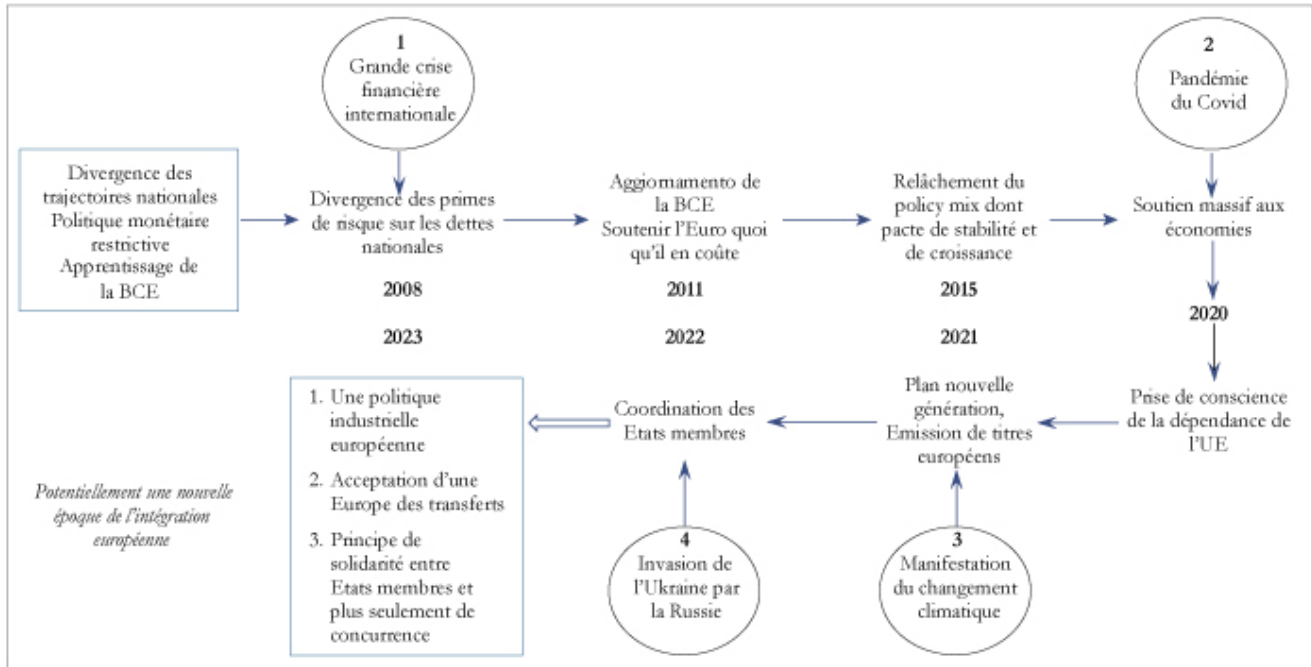 1
Grande crise
financière
internationale
2
Pandémie
du Covid
Divergence des
trajectoires nationales
Politique monétaire
restrictive
Apprentissage de
la BCE
Divergence des primes
de risque sur les dettes
nationales
2008
Aggiornamento de
la BCE
Soutenir l'Euro quoi
qu'il en coûte
2011
Relâchement du
policy mix dont
pacte de stabilité et
de croissance
2015
Soutien massif aux
économies
2020
Prise de conscience
de la dépendance de
l'UE
2021
Plan nouvelle
génération,
Emission de titres
européens
3
Manifestation
du changement
climatique
2022
Coordination des
Etats membres
4
Invasion de
l'Ukraine par
la Russie
2023
1. Une politique
industrielle
européenne
2. Acceptation d'une
Europe des transferts
3. Principe de
solidarité entre
Etats membres et
plus seulement de
concurrence
Potentiellement une nouvelle
époque de l'intégration
européenne